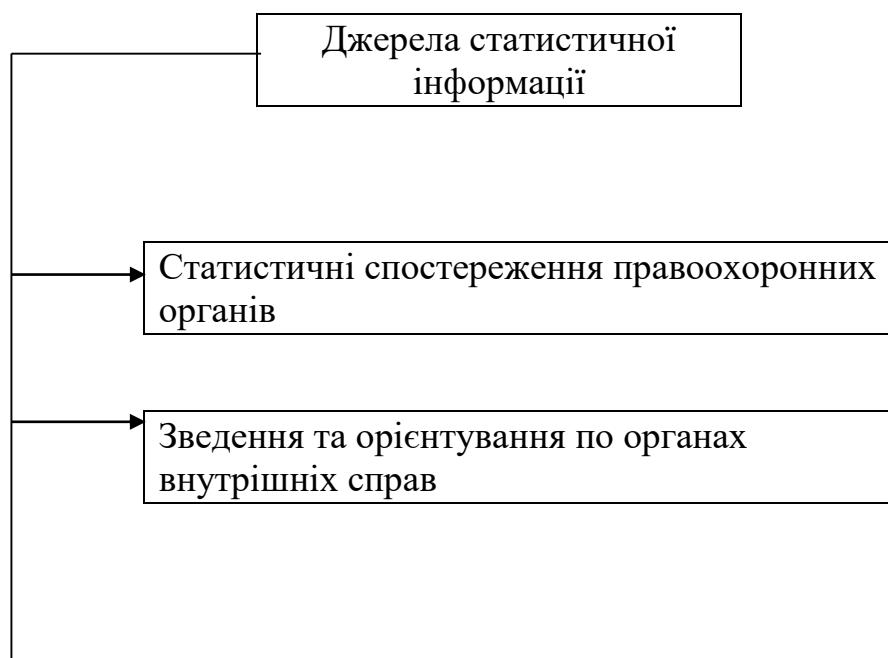 Джерела статистичної
інформації
Статистичні спостереження правоохоронних
органів
Зведення та орієнтування по органах
внутрішніх справ